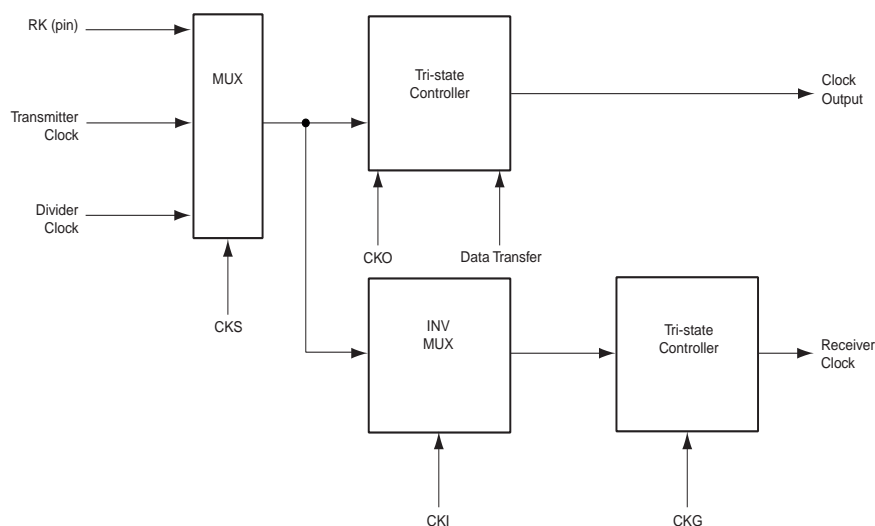 RK (pin)
MUX
Tri-state
Controller
Clock
Output
Transmitter
Clock
Divider
Clock
CKO
Data Transfer
CKS
INV
MUX
Tri-state
Controller
Receiver
Clock
CKI
CKG